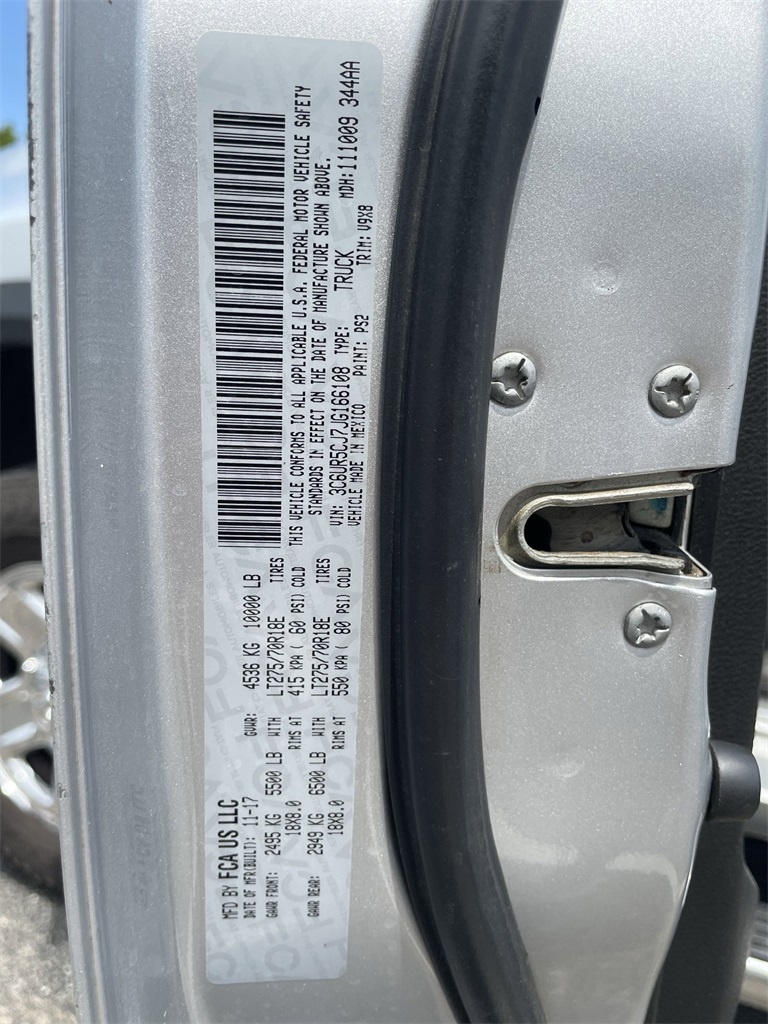 MFD BY FCA US LLC
DATE OF MFR(BUILT): 11-17 GVWR: 4536 KG 10000 LB
GAWR FRONT: 2495 KG 5500 LB WITH LT275/70R18E TIRES
18X8.0 RIMS AT 415 KPA ( 60 PSI) COLD
GAWR REAR: 2949 KG 6500 LB WITH LT275/70R18E TIRES
18X8.0 RIMS AT 550 KPA ( 80 PSI) COLD
THIS VEHICLE CONFORMS TO ALL APPLICABLE U.S.A. FEDERAL MOTOR VEHICLE SAFETY
STANDARDS IN EFFECT ON THE DATE OF MANUFACTURE SHOWN ABOVE.
VIN: 3C6UR5CJ7JG166108 TYPE: TRUCK MDH: 111009 344AA
VEHICLE MADE IN MEXICO PAINT: PS2 TRIM: V9X8